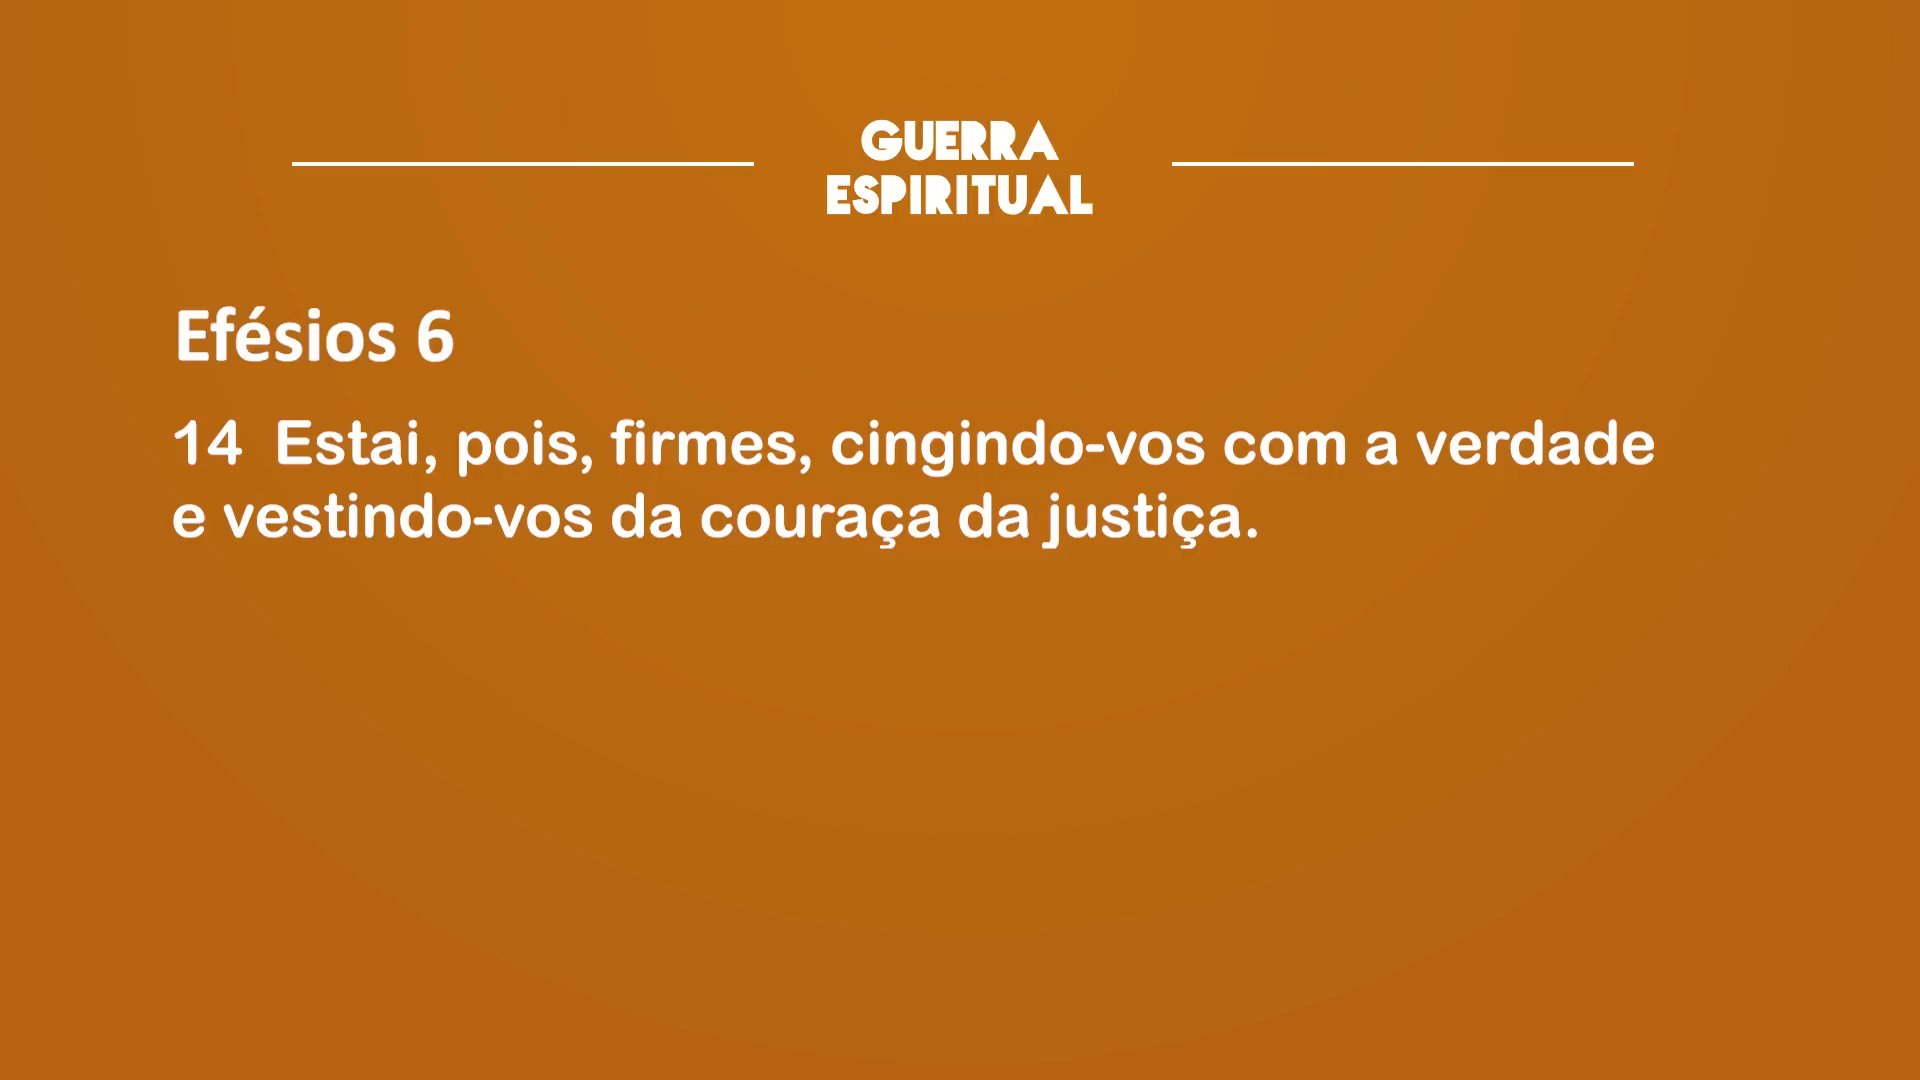 GUERRA
ESPIRITUAL
Efésios 6
14 Estai, pois, firmes, cingindo-vos com a verdade
e vestindo-vos da couraça da justiça.